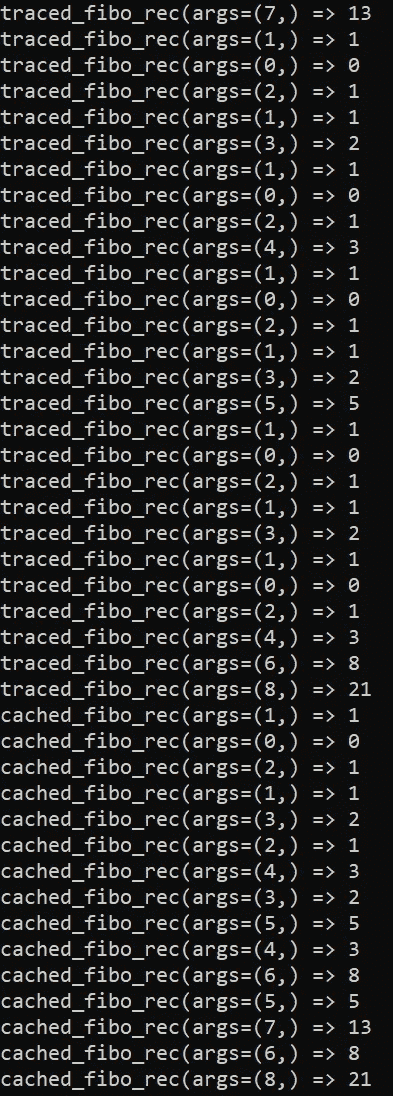 traced_fibo_rec(args=(7,) => 13
traced_fibo_rec(args=(1,) => 1
traced_fibo_rec(args=(0,) => 0
traced_fibo_rec(args=(2,) => 1
traced_fibo_rec(args=(1,) => 1
traced_fibo_rec(args=(3,) => 2
traced_fibo_rec(args=(1,) => 1
traced_fibo_rec(args=(0,) => 0
traced_fibo_rec(args=(2,) => 1
traced_fibo_rec(args=(4,) => 3
traced_fibo_rec(args=(1,) => 1
traced_fibo_rec(args=(0,) => 0
traced_fibo_rec(args=(2,) => 1
traced_fibo_rec(args=(1,) => 1
traced_fibo_rec(args=(3,) => 2
traced_fibo_rec(args=(5,) => 5
traced_fibo_rec(args=(1,) => 1
traced_fibo_rec(args=(0,) => 0
traced_fibo_rec(args=(2,) => 1
traced_fibo_rec(args=(1,) => 1
traced_fibo_rec(args=(3,) => 2
traced_fibo_rec(args=(1,) => 1
traced_fibo_rec(args=(0,) => 0
traced_fibo_rec(args=(2,) => 1
traced_fibo_rec(args=(4,) => 3
traced_fibo_rec(args=(6,) => 8
traced_fibo_rec(args=(8,) => 21
cached_fibo_rec(args=(1,) => 1
cached_fibo_rec(args=(0,) => 0
cached_fibo_rec(args=(2,) => 1
cached_fibo_rec(args=(1,) => 1
cached_fibo_rec(args=(3,) => 2
cached_fibo_rec(args=(2,) => 1
cached_fibo_rec(args=(4,) => 3
cached_fibo_rec(args=(3,) => 2
cached_fibo_rec(args=(5,) => 5
cached_fibo_rec(args=(4,) => 3
cached_fibo_rec(args=(6,) => 8
cached_fibo_rec(args=(5,) => 5
cached_fibo_rec(args=(7,) => 13
cached_fibo_rec(args=(6,) => 8
cached_fibo_rec(args=(8,) => 21